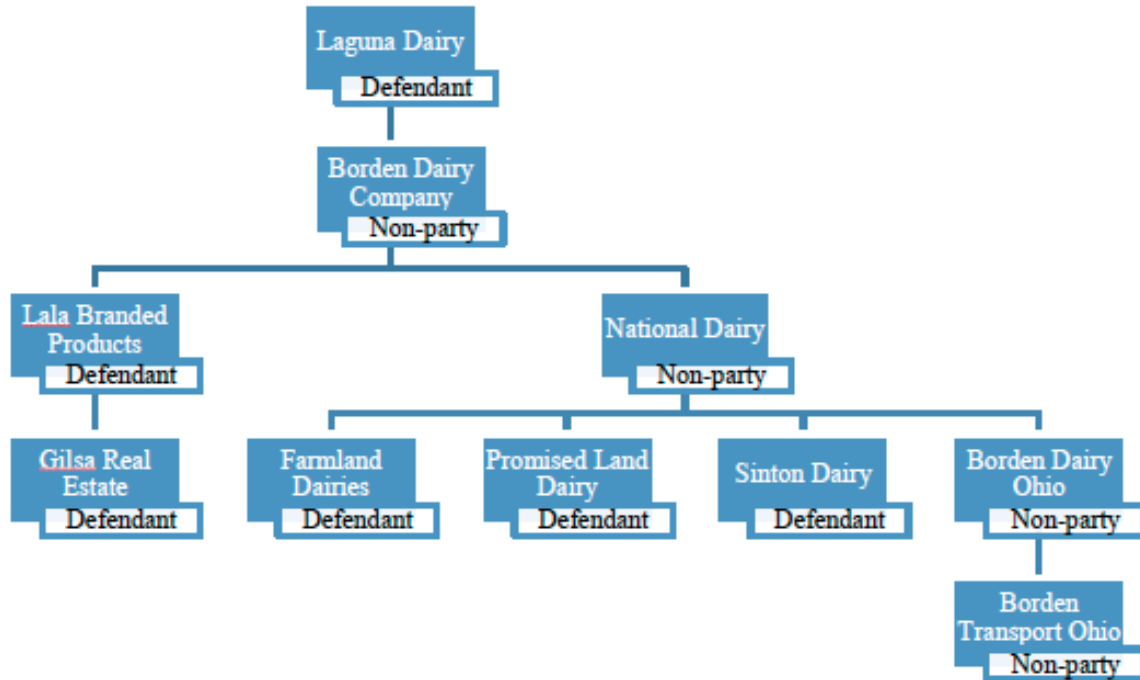 Laguna Dairy
Defendant
Borden Dairy
Company
Non-party
Lala Branded
Products
Defendant
National Dairy
Non-party
Gilsa Real
Estate
Defendant
Farmland
Dairies
Defendant
Promised Land
Dairy
Defendant
Sinton Dairy
Defendant
Borden Dairy
Ohio
Non-party
Borden
Transport Ohio
Non-party